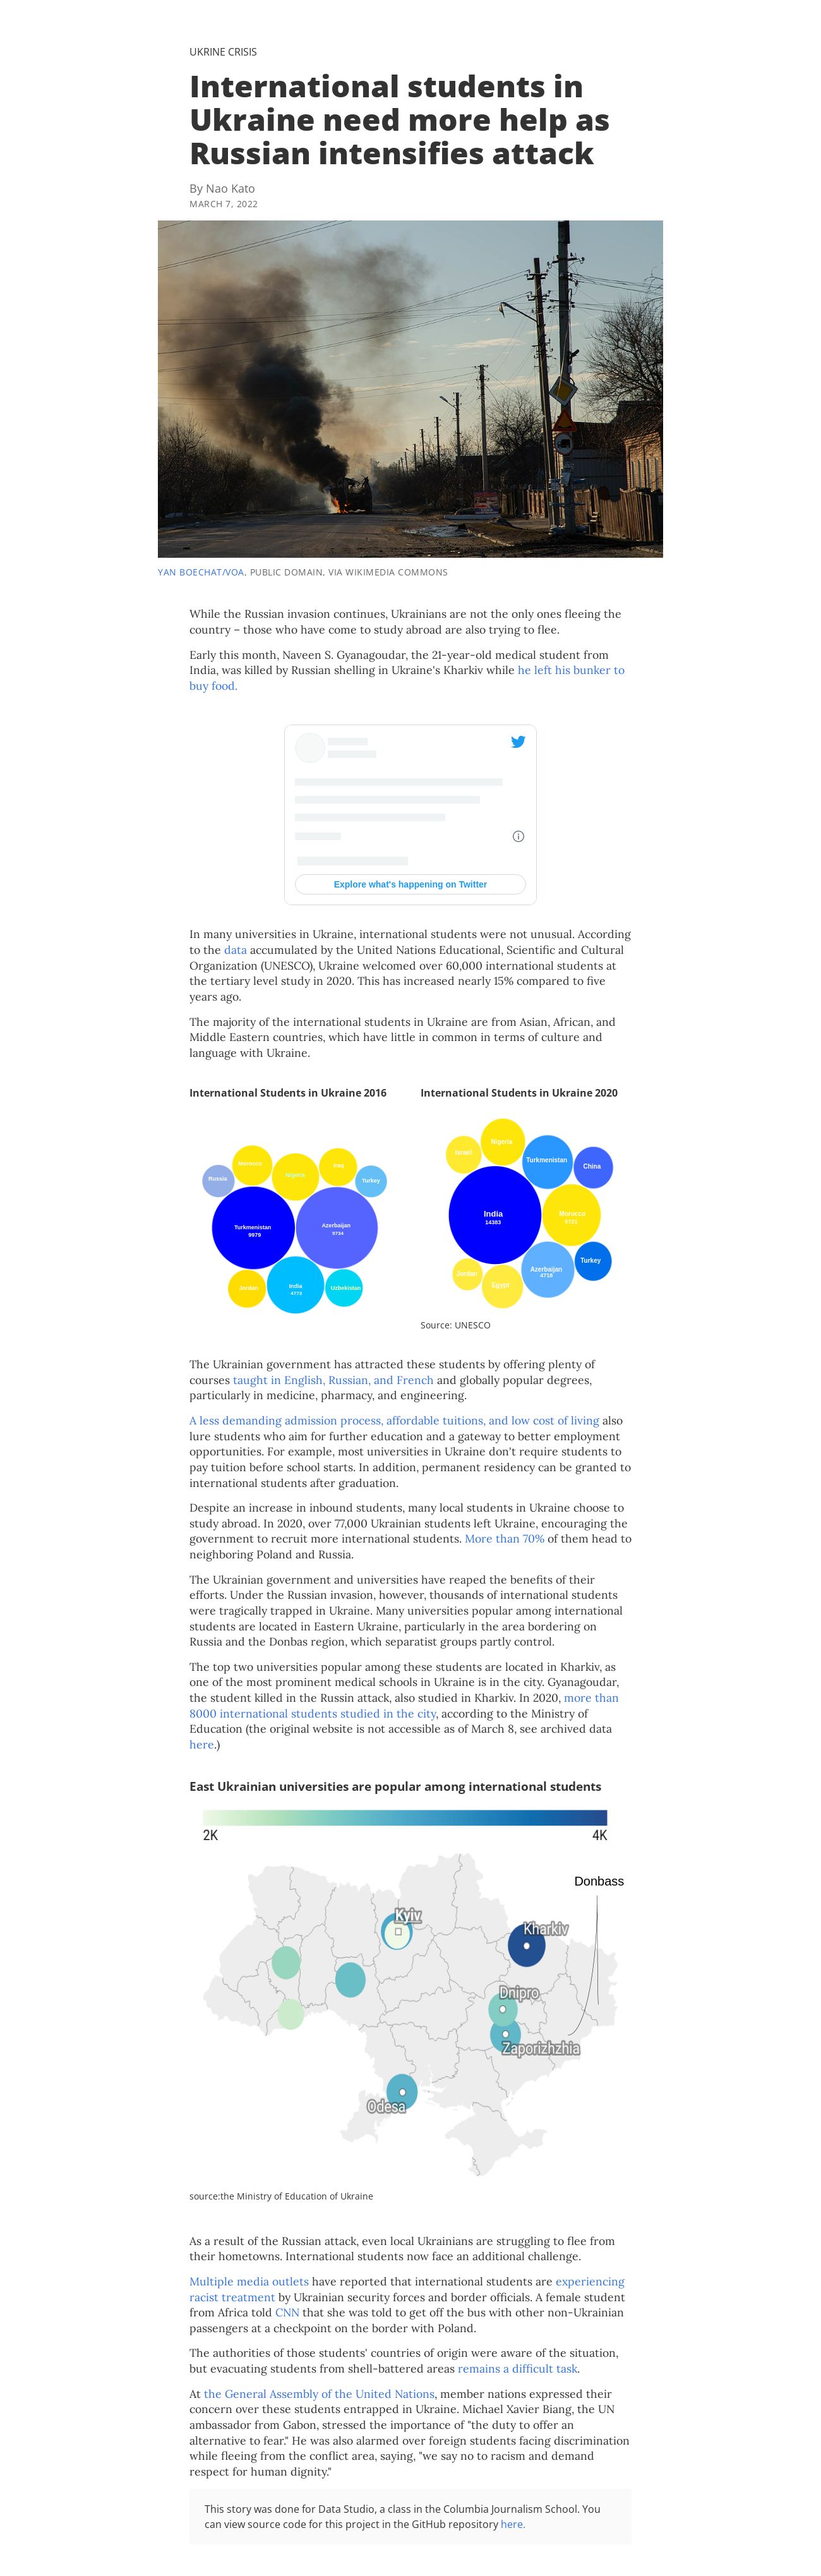 UKRINE CRISIS
International students in
Ukraine need more help as
Russian intensifies attack
By Nao Kato
MARCH 7, 2022
YAN BOECHAT/VOA, PUBLIC DOMAIN, VIA WIKIMEDIA COMMONS
While the Russian invasion continues, Ukrainians are not the only ones fleeing the
country – those who have come to study abroad are also trying to flee.
Early this month, Naveen S. Gyanagoudar, the 21-year-old medical student from
India, was killed by Russian shelling in Ukraine's Kharkiv while he left his bunker to
buy food.
Explore what's happening on Twitter
In many universities in Ukraine, international students were not unusual. According
to the data accumulated by the United Nations Educational, Scientific and Cultural
Organization (UNESCO), Ukraine welcomed over 60,000 international students at
the tertiary level study in 2020. This has increased nearly 15% compared to five
years ago.
The majority of the international students in Ukraine are from Asian, African, and
Middle Eastern countries, which have little in common in terms of culture and
language with Ukraine.
International Students in Ukraine 2016
Morocco
Nigeria
Iraq
Russia
Turkey
Turkmenistan
9979
Azerbaijan
9734
Jordan
India
4773
Uzbekistan
International Students in Ukraine 2020
Nigeria
Israel
Turkmenistan
China
India
14383
Morocco
Azerbaijan
4718
Turkey
Jordan
Egypt
Source: UNESCO
The Ukrainian government has attracted these students by offering plenty of
courses taught in English, Russian, and French and globally popular degrees,
particularly in medicine, pharmacy, and engineering.
A less demanding admission process, affordable tuitions, and low cost of living also
lure students who aim for further education and a gateway to better employment
opportunities. For example, most universities in Ukraine don't require students to
pay tuition before school starts. In addition, permanent residency can be granted to
international students after graduation.
Despite an increase in inbound students, many local students in Ukraine choose to
study abroad. In 2020, over 77,000 Ukrainian students left Ukraine, encouraging the
government to recruit more international students. More than 70% of them head to
neighboring Poland and Russia.
The Ukrainian government and universities have reaped the benefits of their
efforts. Under the Russian invasion, however, thousands of international students
were tragically trapped in Ukraine. Many universities popular among international
students are located in Eastern Ukraine, particularly in the area bordering on
Russia and the Donbas region, which separatist groups partly control.
The top two universities popular among these students are located in Kharkiv, as
one of the most prominent medical schools in Ukraine is in the city. Gyanagoudar,
the student killed in the Russin attack, also studied in Kharkiv. In 2020, more than
8000 international students studied in the city, according to the Ministry of
Education (the original website is not accessible as of March 8, see archived data
here.)
East Ukrainian universities are popular among international students
2K
4K
Donbass
Kyiv
Kharkiv
Dnipro
Zaporizhzhia
Odesa
source:the Ministry of Education of Ukraine
As a result of the Russian attack, even local Ukrainians are struggling to flee from
their hometowns. International students now face an additional challenge.
Multiple media outlets have reported that international students are experiencing
racist treatment by Ukrainian security forces and border officials. A female student
from Africa told CNN that she was told to get off the bus with other non-Ukrainian
passengers at a checkpoint on the border with Poland.
The authorities of those students' countries of origin were aware of the situation,
but evacuating students from shell-battered areas remains a difficult task.
At the General Assembly of the United Nations, member nations expressed their
concern over these students entrapped in Ukraine. Michael Xavier Biang, the UN
ambassador from Gabon, stressed the importance of "the duty to offer an
alternative to fear." He was also alarmed over foreign students facing discrimination
while fleeing from the conflict area, saying, "we say no to racism and demand
respect for human dignity."
This story was done for Data Studio, a class in the Columbia Journalism School. You
can view source code for this project in the GitHub repository here.